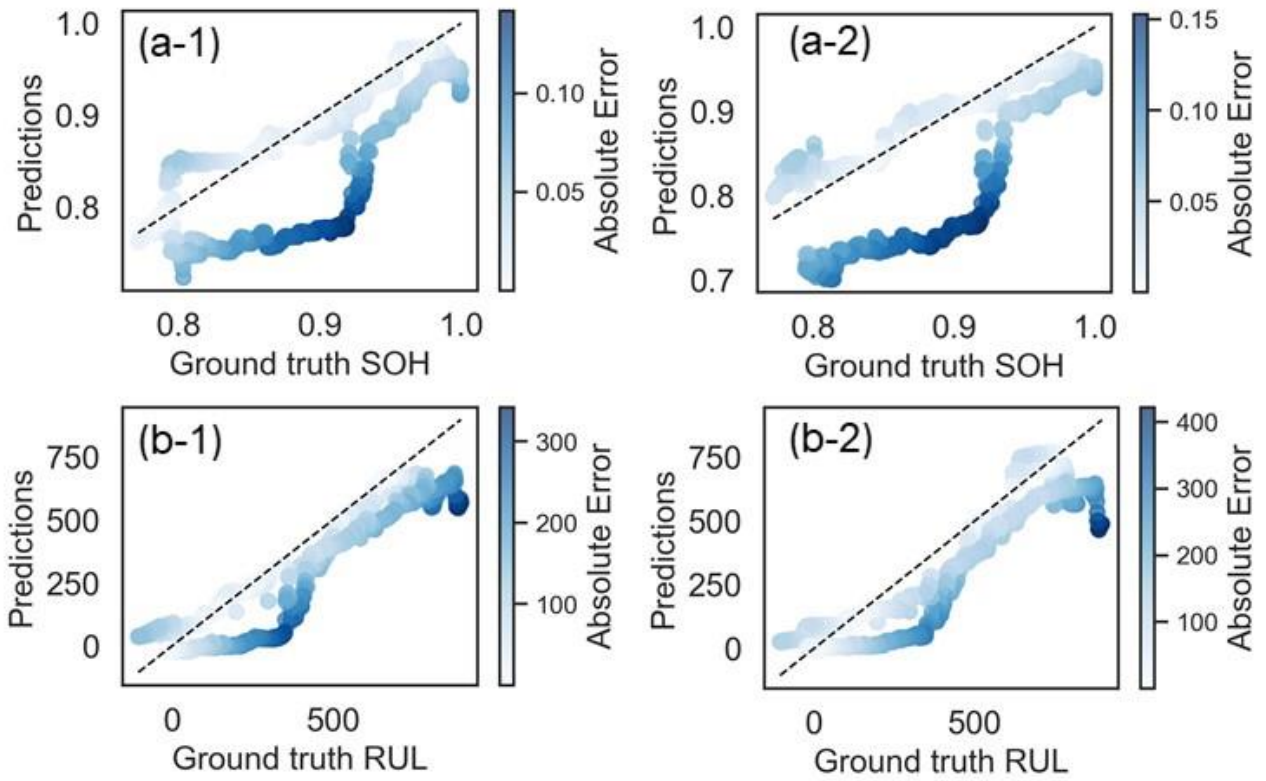 (a-1)
1.0
0.9
0.8
Predictions
0.8 0.9 1.0
Ground truth SOH
0.10
0.05
Absolute Error
(a-2)
1.0
0.9
0.8
0.7
Predictions
0.8 0.9 1.0
Ground truth SOH
0.15
0.10
0.05
Absolute Error
(b-1)
750
500
250
0
Predictions
0 500
Ground truth RUL
300
200
100
Absolute Error
(b-2)
750
500
250
0
Predictions
0 500
Ground truth RUL
400
300
200
100
Absolute Error